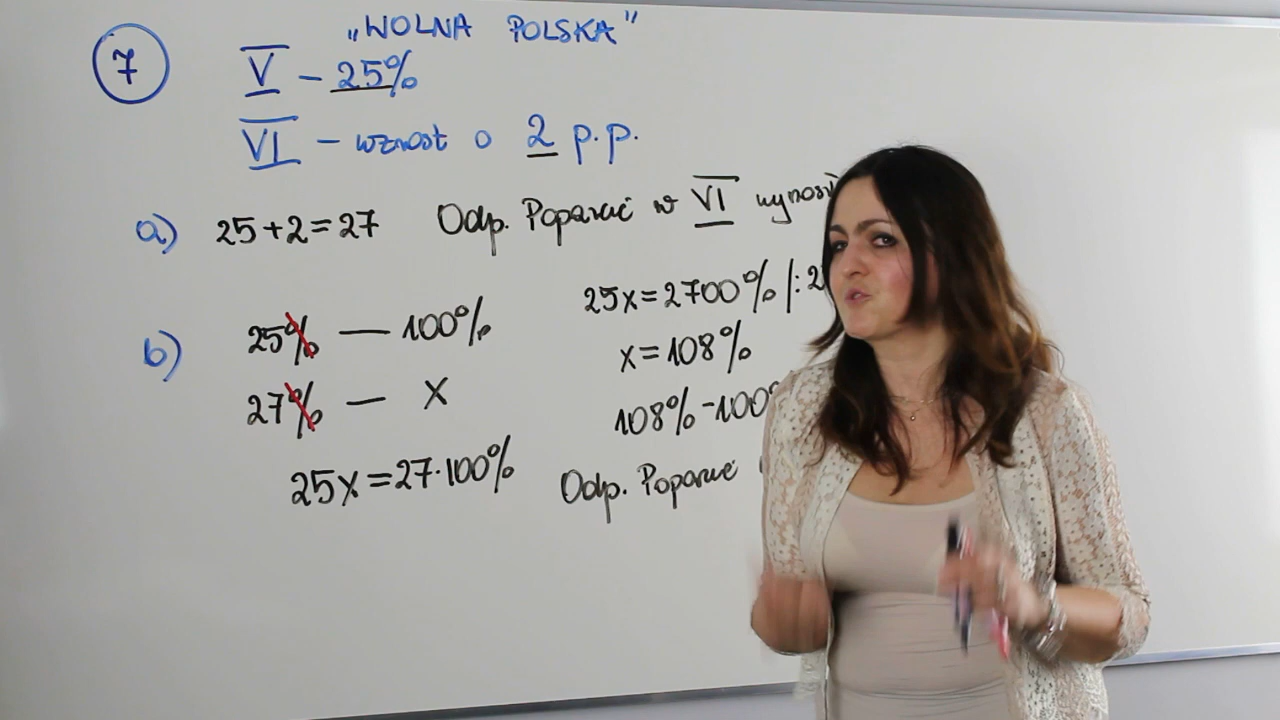 7
„WOLNA POLSKA”
V – 25%
VI – wzrost o 2 p.p.
a) 25+2=27 Odp. Poparcie w VI wynosi
b) 25% — 100%
27% — X
25x=27·100%
25x=2700% |:2
x=108%
108%-100%
Odp. Poparcie